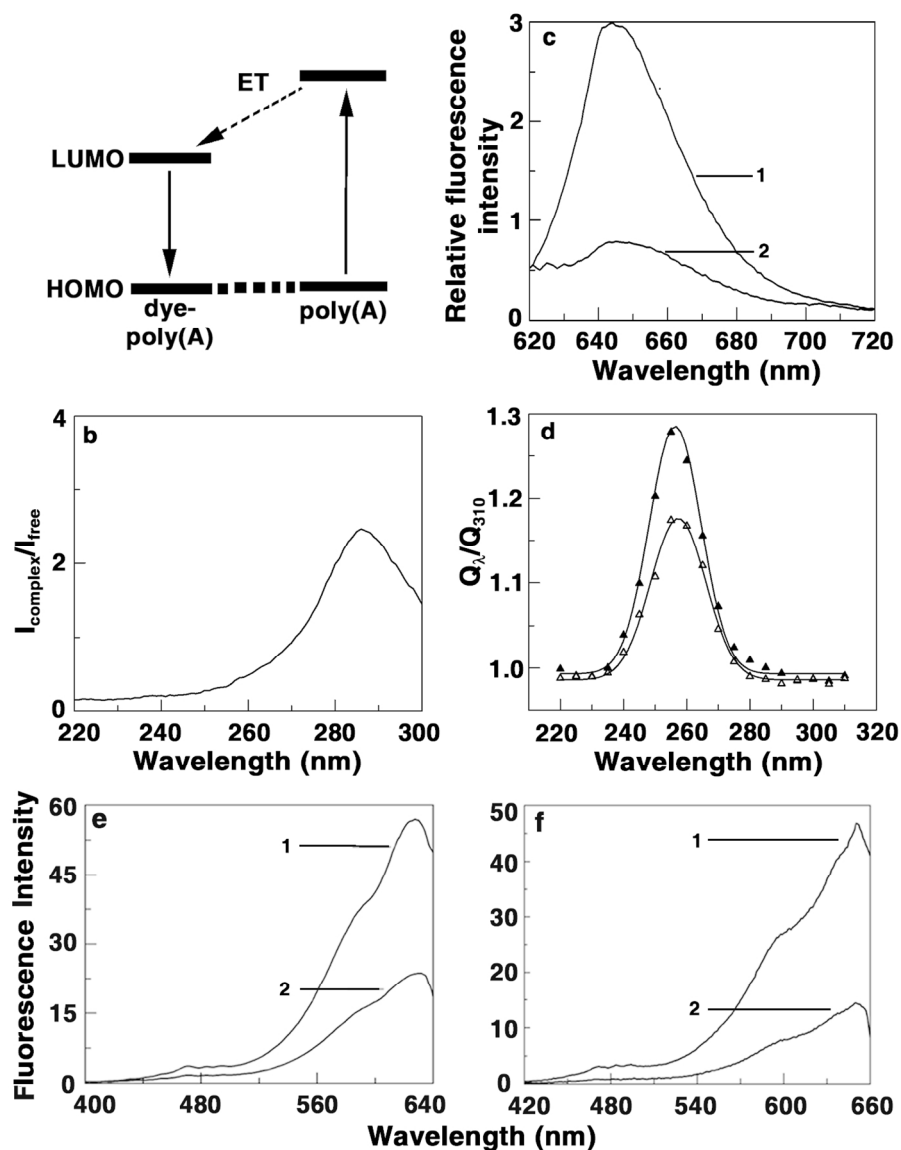 ET
LUMO
HOMO
dye-
poly(A)
poly(A)
c
Relative fluorescence
intensity
3
2
1
0
1
2
620 640 660 680 700 720
Wavelength (nm)
b
I_complex/I_free
4
2
0
220 240 260 280 300
Wavelength (nm)
d
Qλ/Q310
1.3
1.2
1.1
1.0
220 240 260 280 300 320
Wavelength (nm)
e
Fluorescence Intensity
60
45
30
15
0
1
2
400 480 560 640
f
50
40
30
20
10
0
1
2
420 480 540 600 660
Wavelength (nm)